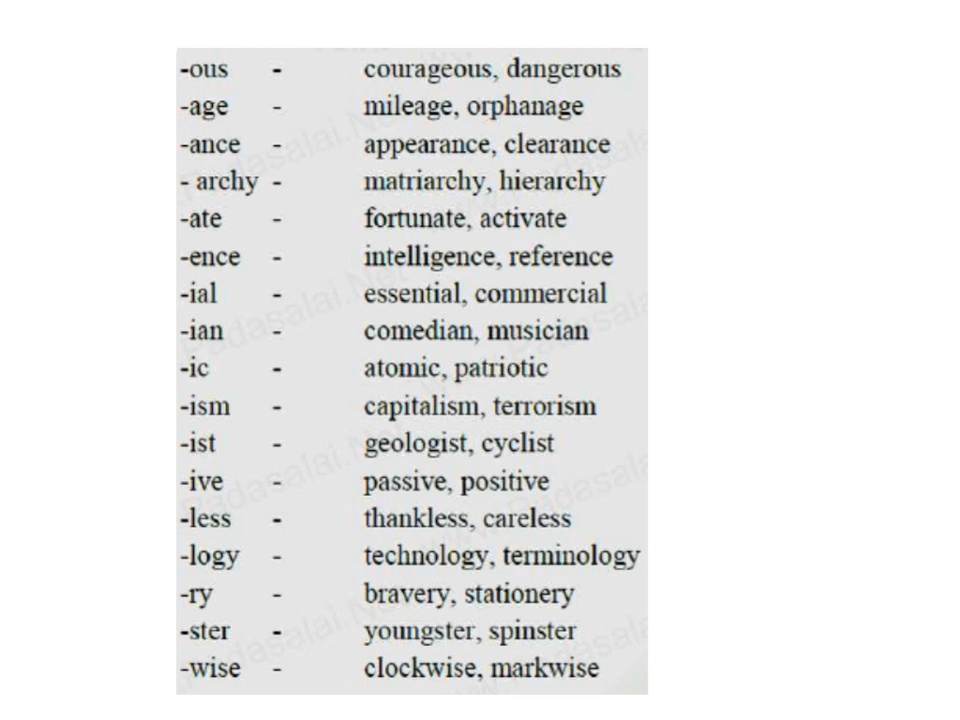 -ous - courageous, dangerous
-age - mileage, orphanage
-ance - appearance, clearance
- archy - matriarchy, hierarchy
-ate - fortunate, activate
-ence - intelligence, reference
-ial - essential, commercial
-ian - comedian, musician
-ic - atomic, patriotic
-ism - capitalism, terrorism
-ist - geologist, cyclist
-ive - passive, positive
-less - thankless, careless
-logy - technology, terminology
-ry - bravery, stationery
-ster - youngster, spinster
-wise - clockwise, markwise